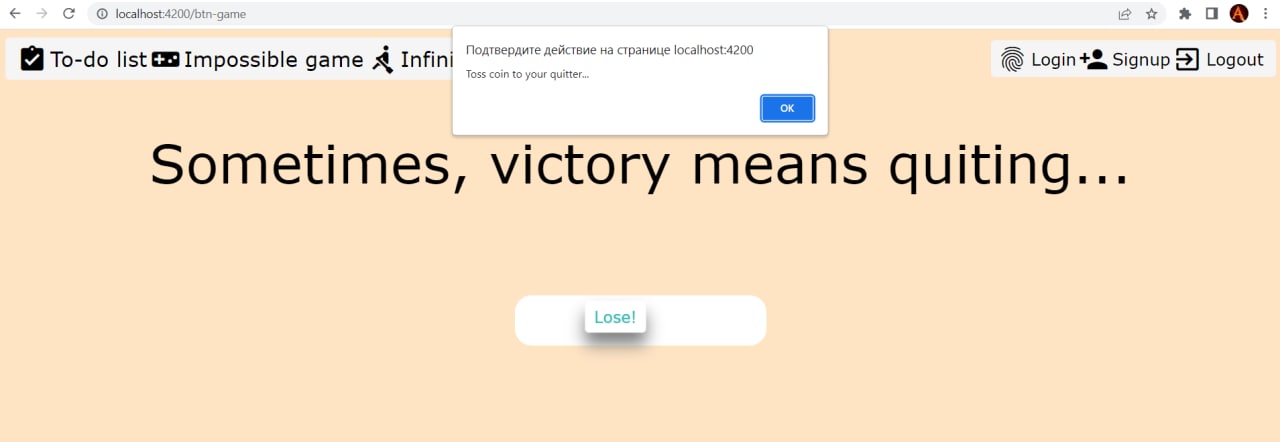 localhost:4200/btn-game
To-do list Impossible game Infini
Подтвердите действие на странице localhost:4200
Toss coin to your quitter...
OK
Login Signup Logout
Sometimes, victory means quiting...
Lose!